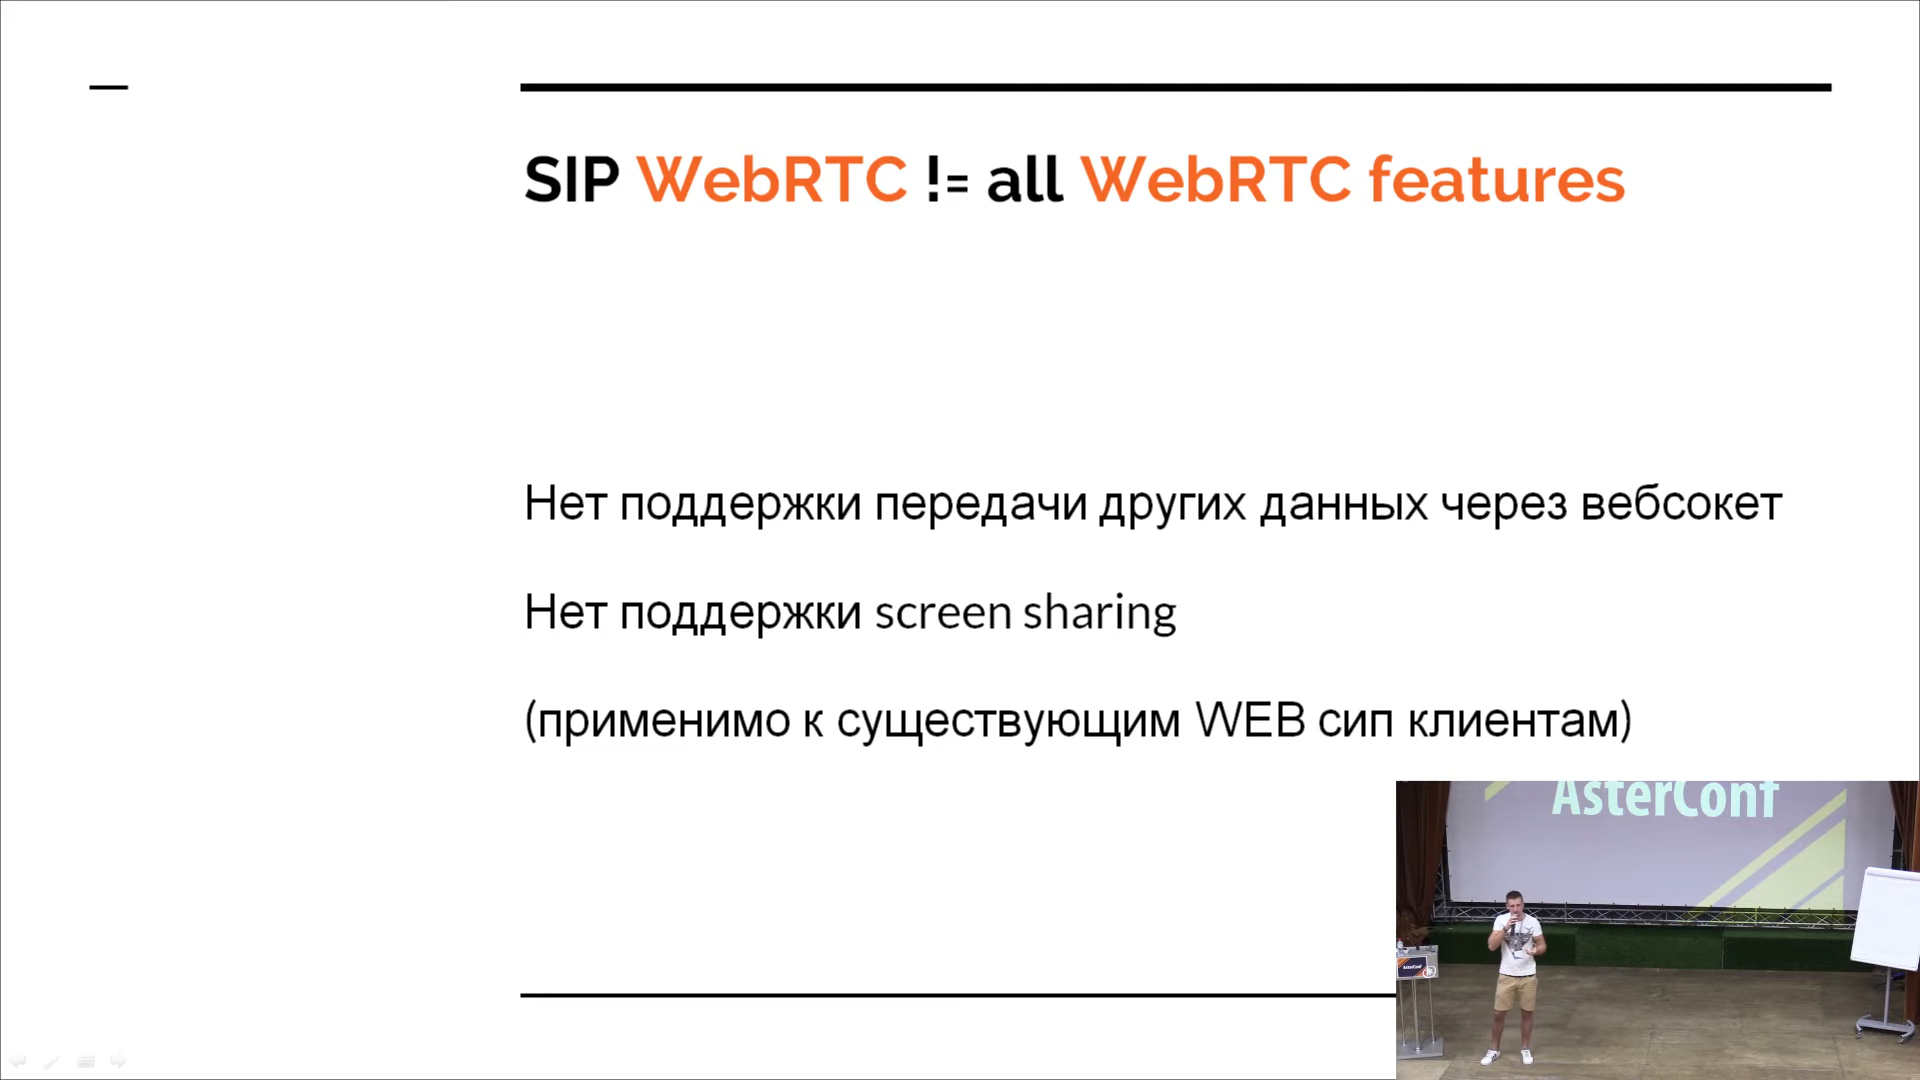 SIP WebRTC != all WebRTC features
Нет поддержки передачи других данных через вебсокет
Нет поддержки screen sharing
(применимо к существующим WEB сип клиентам)
AsterConf
AsterConf